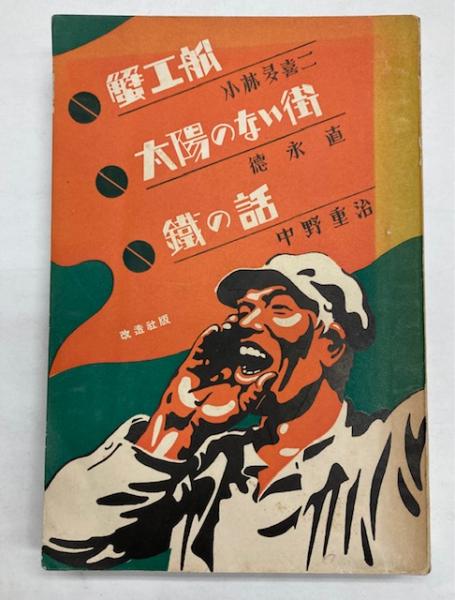 蟹工船
小林多喜二
太陽のない街
徳永直
鐵の話
中野重治
改造社版